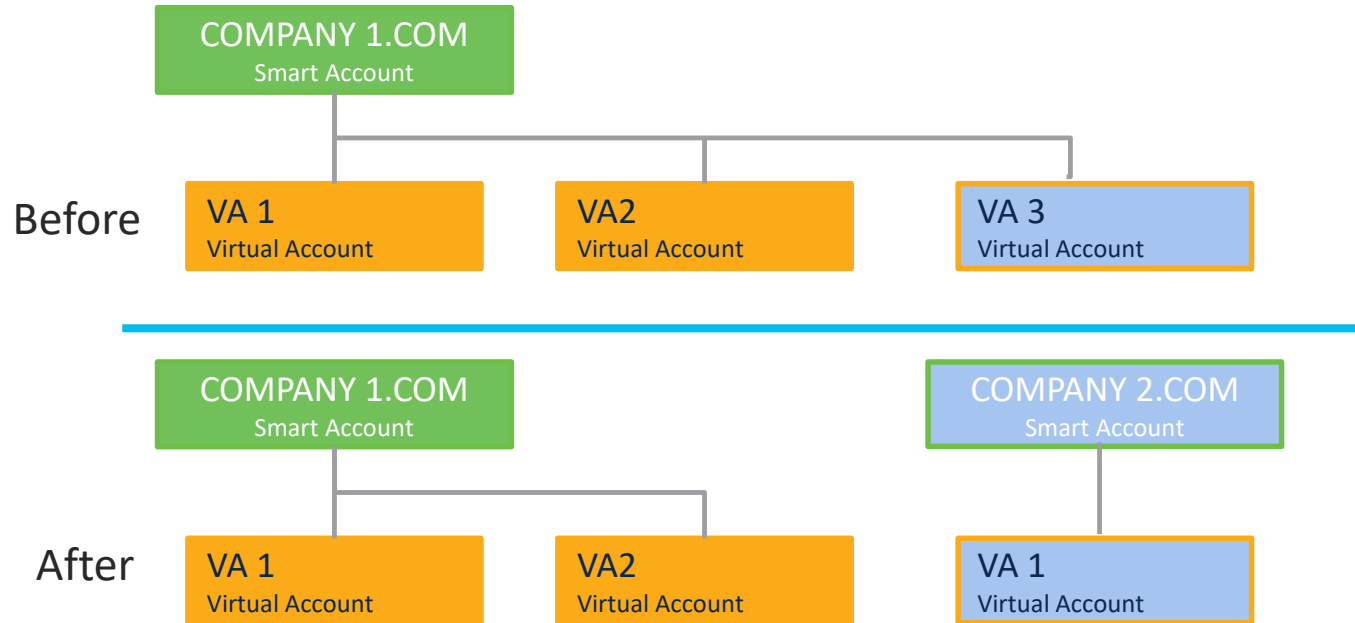 COMPANY 1.COM
Smart Account
Before
VA 1
Virtual Account
VA2
Virtual Account
VA 3
Virtual Account
COMPANY 1.COM
Smart Account
COMPANY 2.COM
Smart Account
After
VA 1
Virtual Account
VA2
Virtual Account
VA 1
Virtual Account